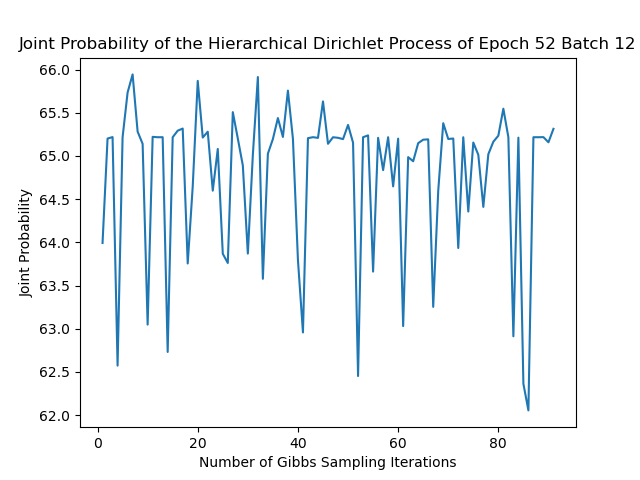 Joint Probability of the Hierarchical Dirichlet Process of Epoch 52 Batch 12
66.0
65.5
65.0
64.5
64.0
63.5
63.0
62.5
62.0
Joint Probability
0 20 40 60 80
Number of Gibbs Sampling Iterations